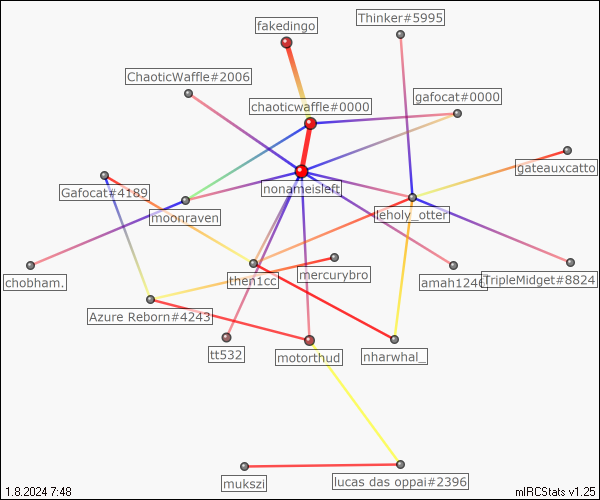 Thinker#5995
fakedingo
ChaoticWaffle#2006
gafocat#0000
chaoticwaffle#0000
gateauxcatto
Gafocat#4189
nonameisleft
moonraven
leholy_otter
chobham.
then1cc
mercurybro
amah1246
TripleMidget#8824
Azure Reborn#4243
tt532
motorthud
nharwhal_
mukszi
lucas das oppai#2396
1.8.2024 7:48
mIRCStats v1.25